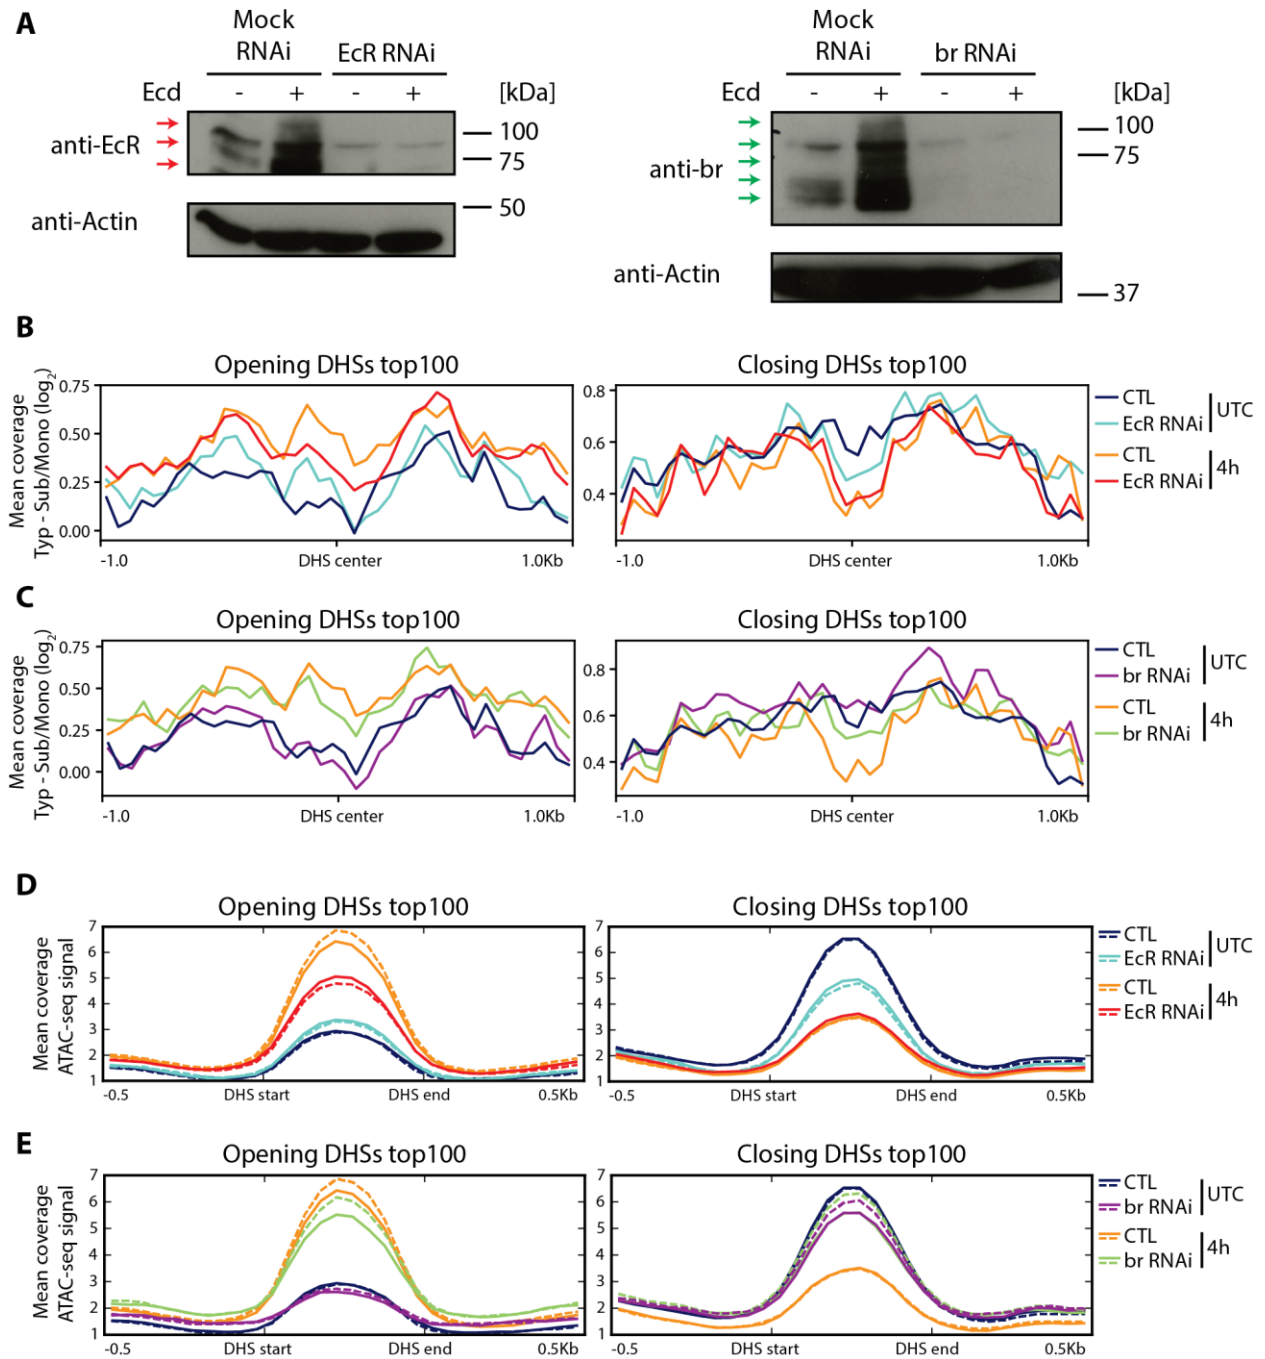 A
Mock
RNAi
EcR RNAi
Ecd - + - + [kDa]
anti-EcR
100
75
anti-Actin
50
Mock
RNAi
br RNAi
Ecd - + - + [kDa]
anti-br
100
75
anti-Actin
37
B
Opening DHSs top100
Mean coverage
Typ - Sub/Mono (log2)
0.75
0.50
0.25
0.00
-1.0 DHS center 1.0Kb
Closing DHSs top100
0.8
0.6
0.4
-1.0 DHS center 1.0Kb
CTL
EcR RNAi
UTC
CTL
EcR RNAi
4h
C
Opening DHSs top100
Mean coverage
Typ - Sub/Mono (log2)
0.75
0.50
0.25
0.00
-1.0 DHS center 1.0Kb
Closing DHSs top100
0.8
0.6
0.4
-1.0 DHS center 1.0Kb
CTL
br RNAi
UTC
CTL
br RNAi
4h
D
Opening DHSs top100
Mean coverage
ATAC-seq signal
7
6
5
4
3
2
1
-0.5 DHS start DHS end 0.5Kb
Closing DHSs top100
7
6
5
4
3
2
1
-0.5 DHS start DHS end 0.5Kb
CTL
EcR RNAi
UTC
CTL
EcR RNAi
4h
E
Opening DHSs top100
Mean coverage
ATAC-seq signal
7
6
5
4
3
2
1
-0.5 DHS start DHS end 0.5Kb
Closing DHSs top100
7
6
5
4
3
2
1
-0.5 DHS start DHS end 0.5Kb
CTL
br RNAi
UTC
CTL
br RNAi
4h